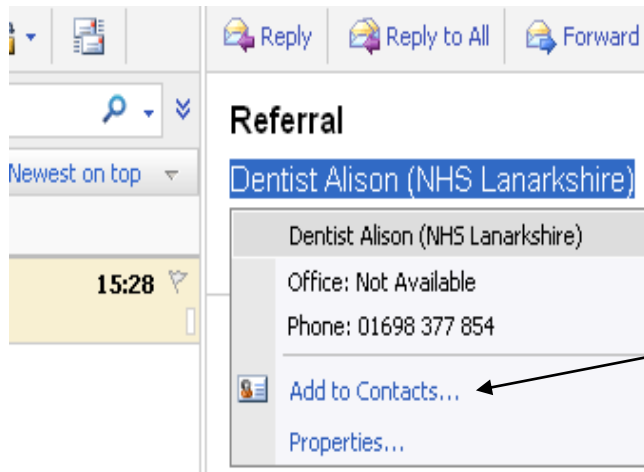 Reply Reply to All Forward
Referral
Newest on top
Dentist Alison (NHS Lanarkshire)
Dentist Alison (NHS Lanarkshire)
15:28
Office: Not Available
Phone: 01698 377 854
Add to Contacts...
Properties...